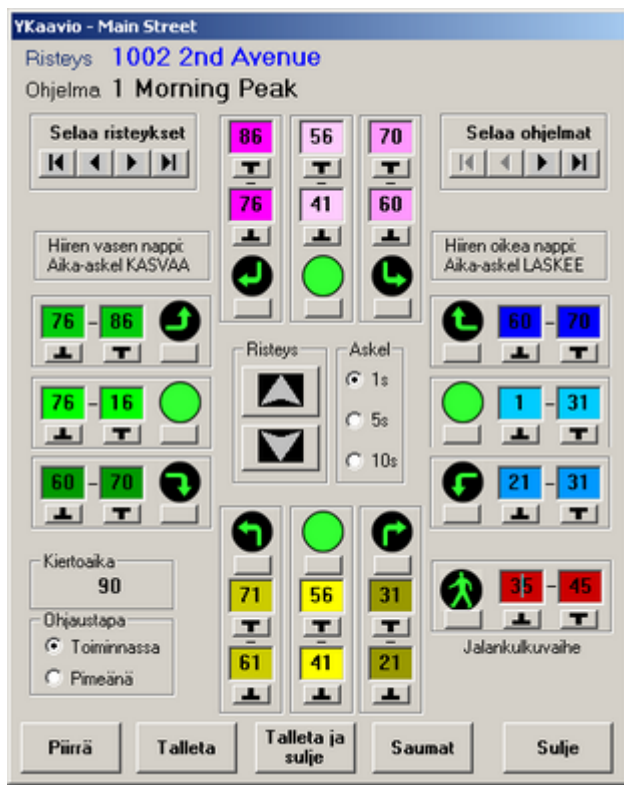 YKaavio - Main Street
Risteys 1002 2nd Avenue
Ohjelma 1 Morning Peak
Selaa risteykset
86 56 70
Selaa ohjelmat
76 41 60
Hiiren vasen nappi:
Aika-askel KASVAA
Hiiren oikea nappi:
Aika-askel LASKEE
76 - 86
60 - 70
Risteys
Askel
1s
5s
10s
76 - 16
1 - 31
60 - 70
21 - 31
Kiertoaika
90
71 56 31
35 - 45
Ohjaustapa
Toiminnassa
Pimeänä
61 41 21
Jalankulkuvaihe
Piirrä
Talleta
Talleta ja
sulje
Saumat
Sulje